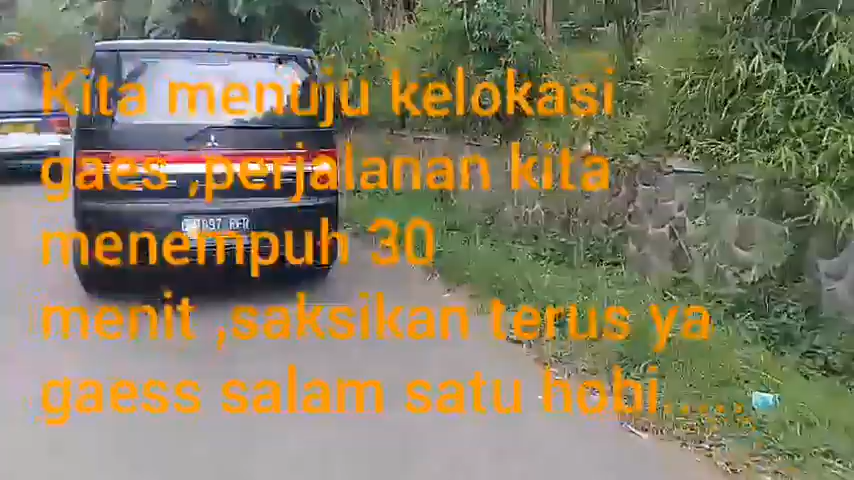 Kita menuju kelokasi
gaes ,perjalanan kita
menempuh 30
menit ,saksikan terus ya
gaess salam satu hobi.....